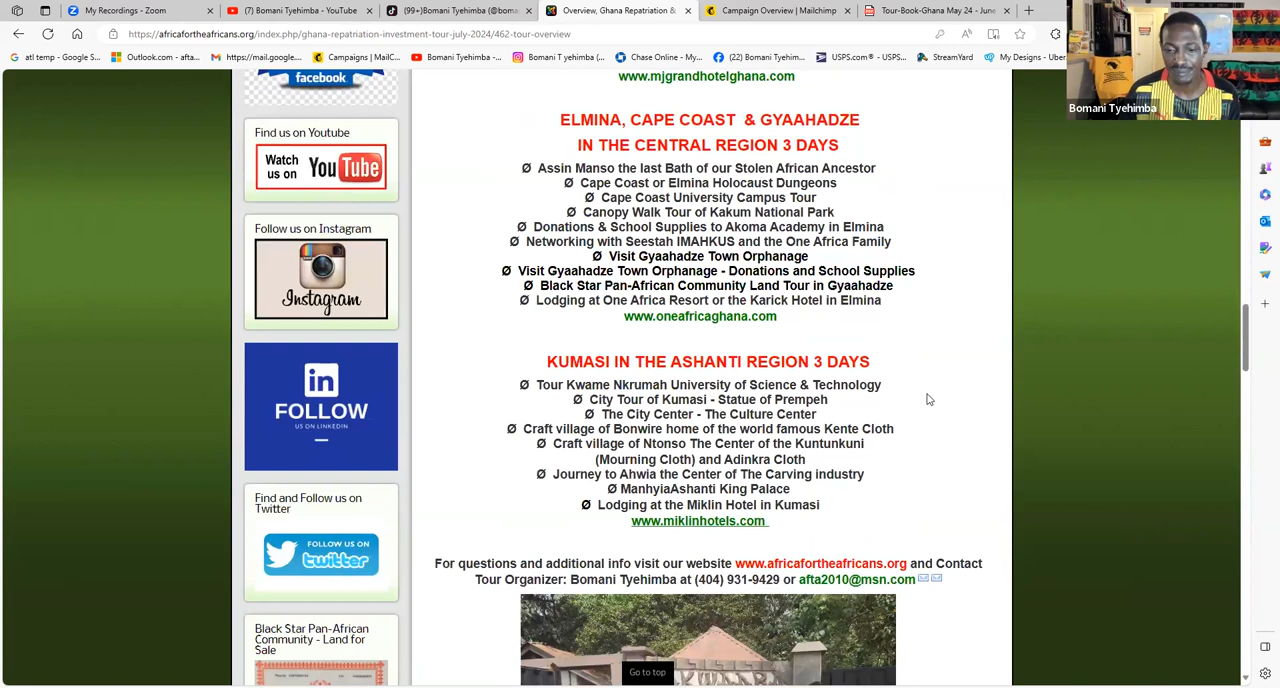 My Recordings - Zoom
(7) Bomani Tyehimba - YouTube
(99+)Bomani Tyehimba (@boma
Overview, Ghana Repatriation &
Campaign Overview | Mailchimp
Tour-Book-Ghana May 24 - June
https://africafortheafricans.org/index.php/ghana-repatriation-investment-tour-july-2024/462-tour-overview
atl temp - Google S...
Outlook.com - afta...
https://mail.google....
Campaigns | MailC...
Bomani Tyehimba -...
Bomani T yehimba (...
Chase Online - My...
(22) Bomani Tyehi...
USPS.com® - USPS...
StreamYard
My Designs - Uber
Bomani Tyehimba
facebook
Find us on Youtube
Watch
us on
YouTube
Follow us on Instagram
Instagram
in
FOLLOW
US ON LINKEDIN
Find and Follow us on
Twitter
FOLLOW US ON
twitter
Black Star Pan-African
Community - Land for
Sale
www.mjgrandhotelghana.com
ELMINA, CAPE COAST & GYAAHADZE
IN THE CENTRAL REGION 3 DAYS
Ø Assin Manso the last Bath of our Stolen African Ancestor
Ø Cape Coast or Elmina Holocaust Dungeons
Ø Cape Coast University Campus Tour
Ø Canopy Walk Tour of Kakum National Park
Ø Donations & School Supplies to Akoma Academy in Elmina
Ø Networking with Seestah IMAHKUS and the One Africa Family
Ø Visit Gyaahadze Town Orphanage
Ø Visit Gyaahadze Town Orphanage - Donations and School Supplies
Ø Black Star Pan-African Community Land Tour in Gyaahadze
Ø Lodging at One Africa Resort or the Karick Hotel in Elmina
www.oneafricaghana.com
KUMASI IN THE ASHANTI REGION 3 DAYS
Ø Tour Kwame Nkrumah University of Science & Technology
Ø City Tour of Kumasi - Statue of Prempeh
Ø The City Center - The Culture Center
Ø Craft village of Bonwire home of the world famous Kente Cloth
Ø Craft village of Ntonso The Center of the Kuntunkuni
(Mourning Cloth) and Adinkra Cloth
Ø Journey to Ahwia the Center of The Carving industry
Ø ManhyiaAshanti King Palace
Ø Lodging at the Miklin Hotel in Kumasi
www.miklinhotels.com
For questions and additional info visit our website www.africafortheafricans.org and Contact
Tour Organizer: Bomani Tyehimba at (404) 931-9429 or afta2010@msn.com
Go to top